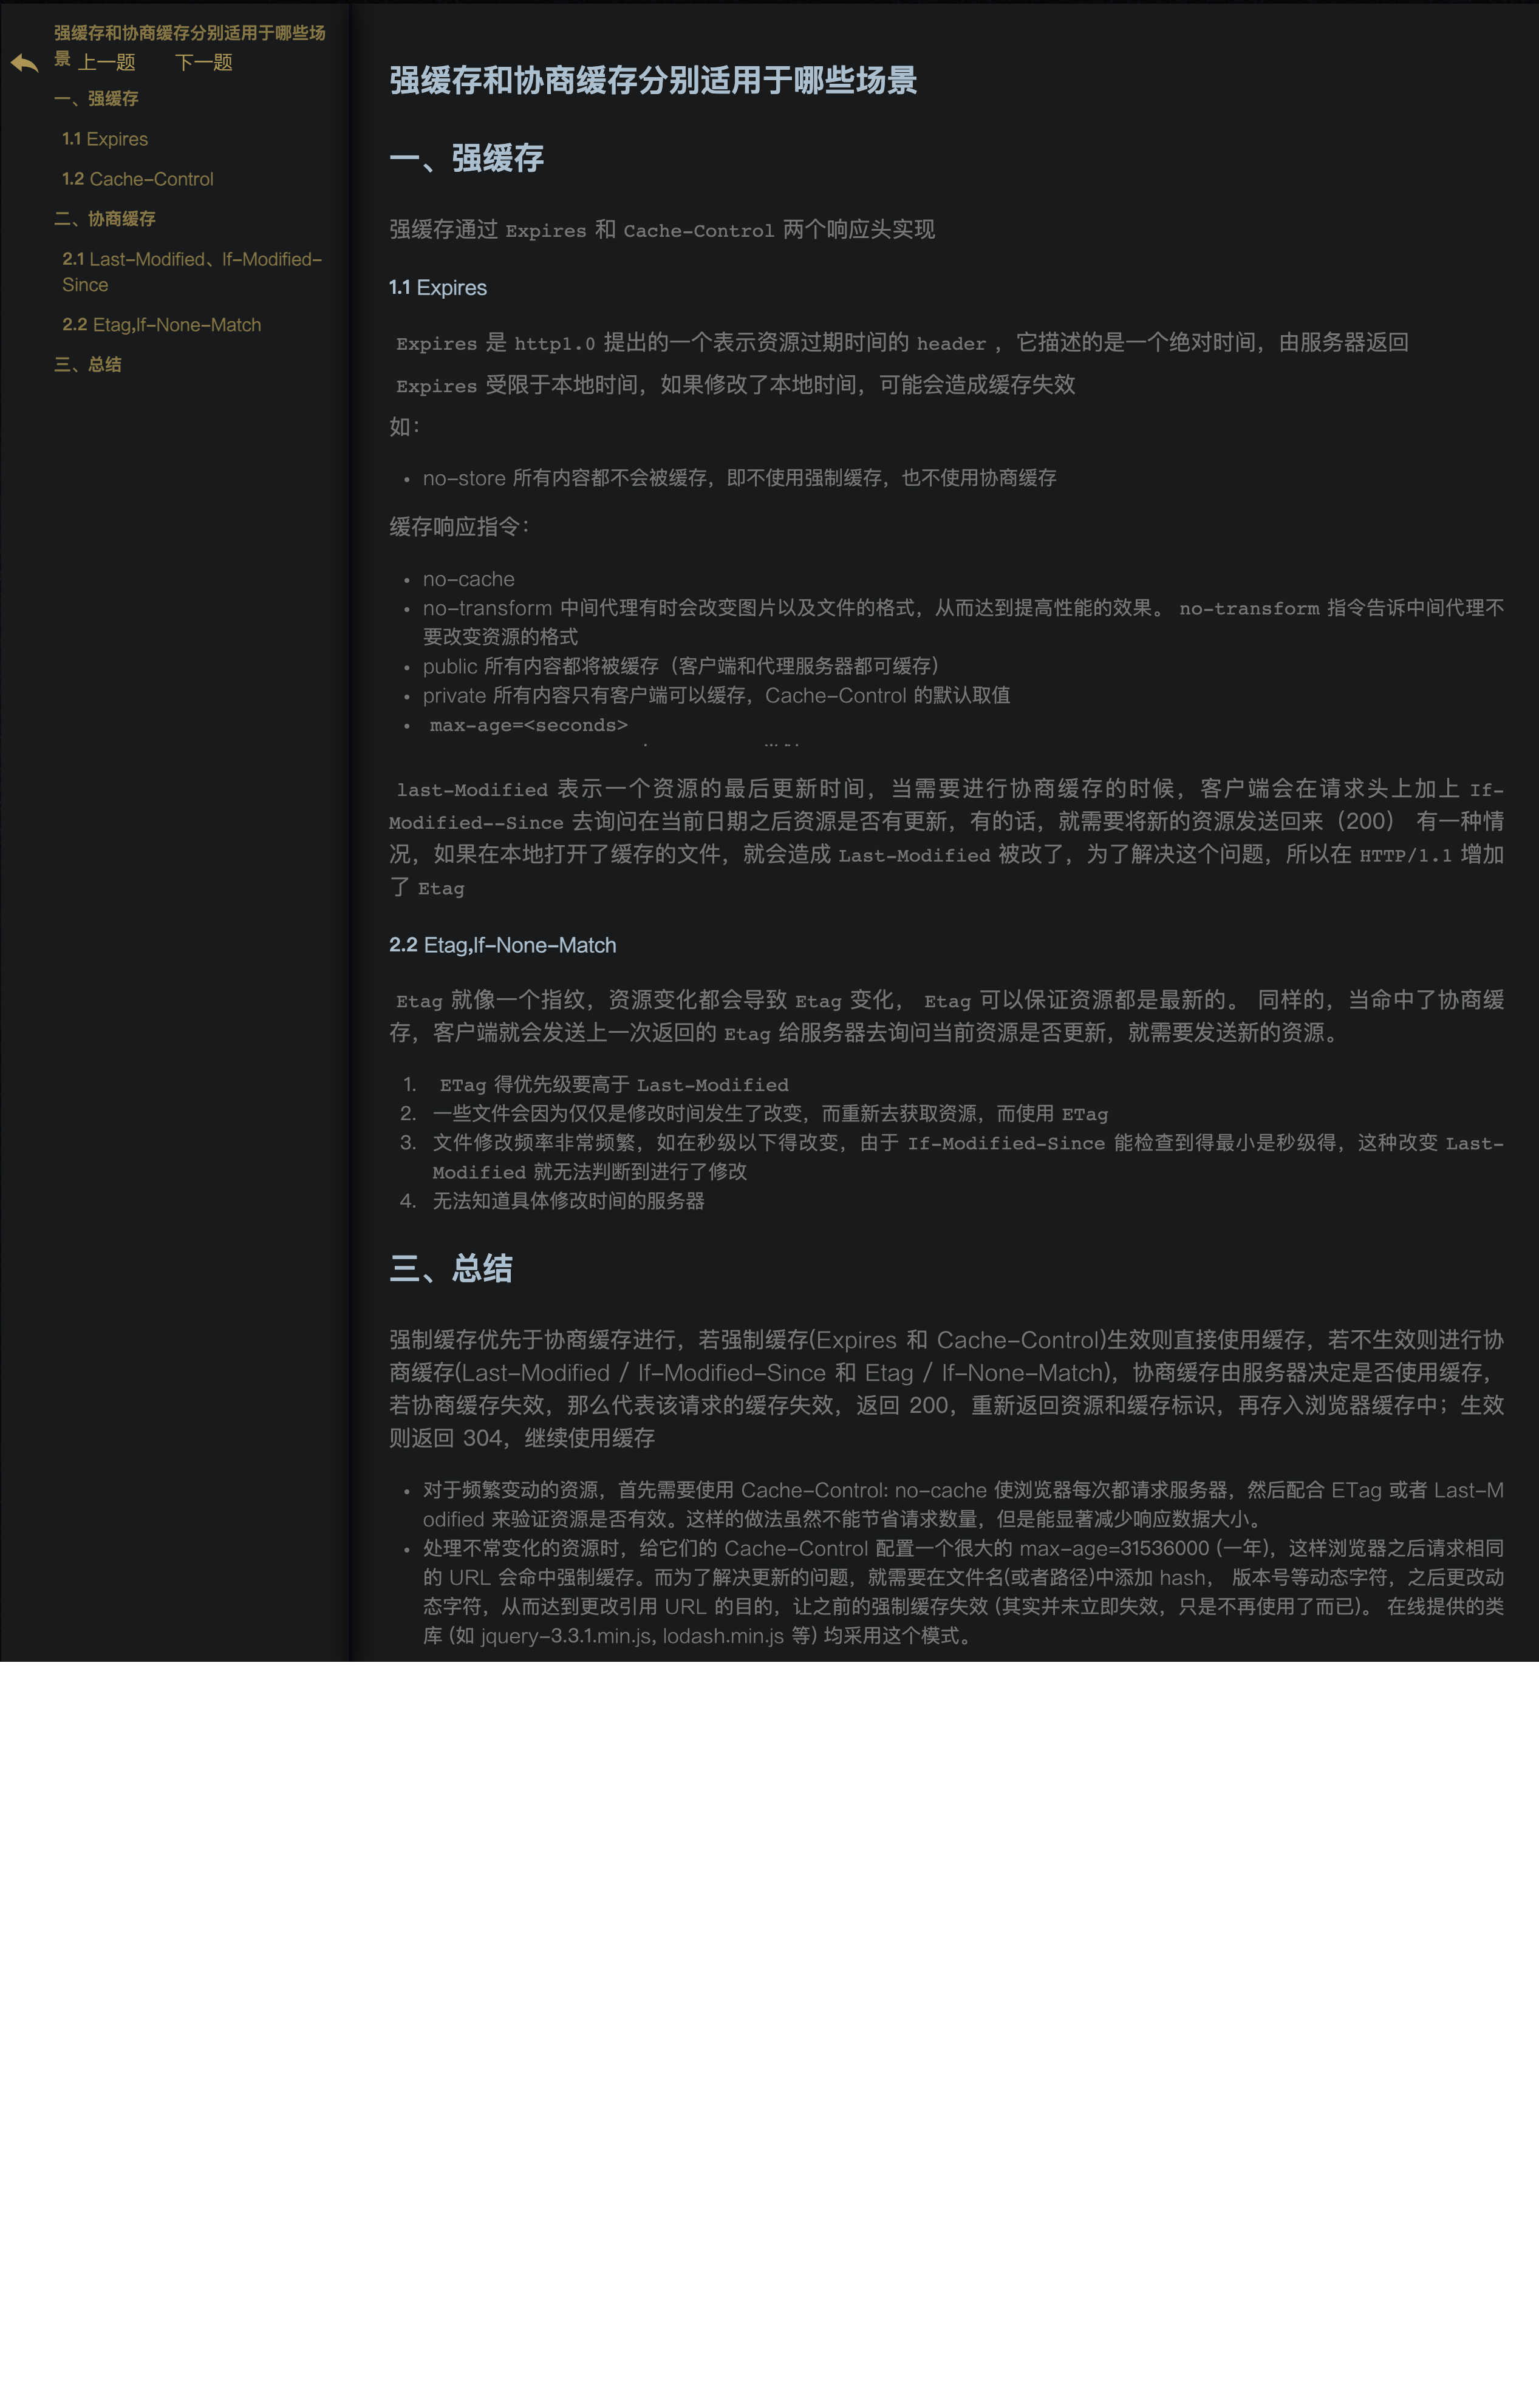 强缓存和协商缓存分别适用于哪些场
景 上一题 下一题
一、强缓存
1.1 Expires
1.2 Cache-Control
二、协商缓存
2.1 Last-Modified、If-Modified-
Since
2.2 Etag,If-None-Match
三、总结
强缓存和协商缓存分别适用于哪些场景
一、强缓存
强缓存通过 Expires 和 Cache-Control 两个响应头实现
1.1 Expires
Expires 是 http1.0 提出的一个表示资源过期时间的 header ，它描述的是一个绝对时间，由服务器返回
Expires 受限于本地时间，如果修改了本地时间，可能会造成缓存失效
如：
• no-store 所有内容都不会被缓存，即不使用强制缓存，也不使用协商缓存
缓存响应指令：
• no-cache
• no-transform 中间代理有时会改变图片以及文件的格式，从而达到提高性能的效果。 no-transform 指令告诉中间代理不
要改变资源的格式
• public 所有内容都将被缓存（客户端和代理服务器都可缓存）
• private 所有内容只有客户端可以缓存，Cache-Control 的默认取值
• max-age=<seconds>
last-Modified 表示一个资源的最后更新时间，当需要进行协商缓存的时候，客户端会在请求头上加上 If-
Modified--Since 去询问在当前日期之后资源是否有更新，有的话，就需要将新的资源发送回来（200） 有一种情
况，如果在本地打开了缓存的文件，就会造成 Last-Modified 被改了，为了解决这个问题，所以在 HTTP/1.1 增加
了 Etag
2.2 Etag,If-None-Match
Etag 就像一个指纹，资源变化都会导致 Etag 变化， Etag 可以保证资源都是最新的。 同样的，当命中了协商缓
存，客户端就会发送上一次返回的 Etag 给服务器去询问当前资源是否更新，就需要发送新的资源。
1. ETag 得优先级要高于 Last-Modified
2. 一些文件会因为仅仅是修改时间发生了改变，而重新去获取资源，而使用 ETag
3. 文件修改频率非常频繁，如在秒级以下得改变，由于 If-Modified-Since 能检查到得最小是秒级得，这种改变 Last-
Modified 就无法判断到进行了修改
4. 无法知道具体修改时间的服务器
三、总结
强制缓存优先于协商缓存进行，若强制缓存(Expires 和 Cache-Control)生效则直接使用缓存，若不生效则进行协
商缓存(Last-Modified / If-Modified-Since 和 Etag / If-None-Match)，协商缓存由服务器决定是否使用缓存，
若协商缓存失效，那么代表该请求的缓存失效，返回 200，重新返回资源和缓存标识，再存入浏览器缓存中；生效
则返回 304，继续使用缓存
• 对于频繁变动的资源，首先需要使用 Cache-Control: no-cache 使浏览器每次都请求服务器，然后配合 ETag 或者 Last-M
odified 来验证资源是否有效。这样的做法虽然不能节省请求数量，但是能显著减少响应数据大小。
• 处理不常变化的资源时，给它们的 Cache-Control 配置一个很大的 max-age=31536000 (一年)，这样浏览器之后请求相同
的 URL 会命中强制缓存。而为了解决更新的问题，就需要在文件名(或者路径)中添加 hash， 版本号等动态字符，之后更改动
态字符，从而达到更改引用 URL 的目的，让之前的强制缓存失效 (其实并未立即失效，只是不再使用了而已)。 在线提供的类
库 (如 jquery-3.3.1.min.js, lodash.min.js 等) 均采用这个模式。